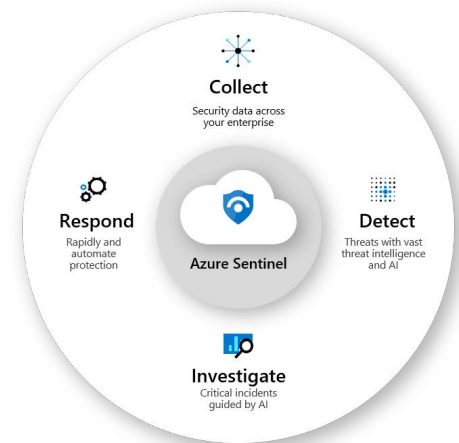 Collect
Security data across
your enterprise
Respond
Rapidly and
automate
protection
Azure Sentinel
Detect
Threats with vast
threat intelligence
and AI
Investigate
Critical incidents
guided by AI